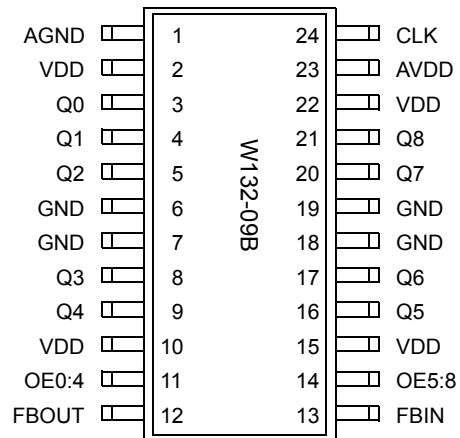 AGND 1 24 CLK
VDD 2 23 AVDD
Q0 3 22 VDD
Q1 4 21 Q8
Q2 5 20 Q7
GND 6 19 GND
GND 7 18 GND
Q3 8 17 Q6
Q4 9 16 Q5
VDD 10 15 VDD
OE0:4 11 14 OE5:8
FBOUT 12 13 FBIN
W132-09B